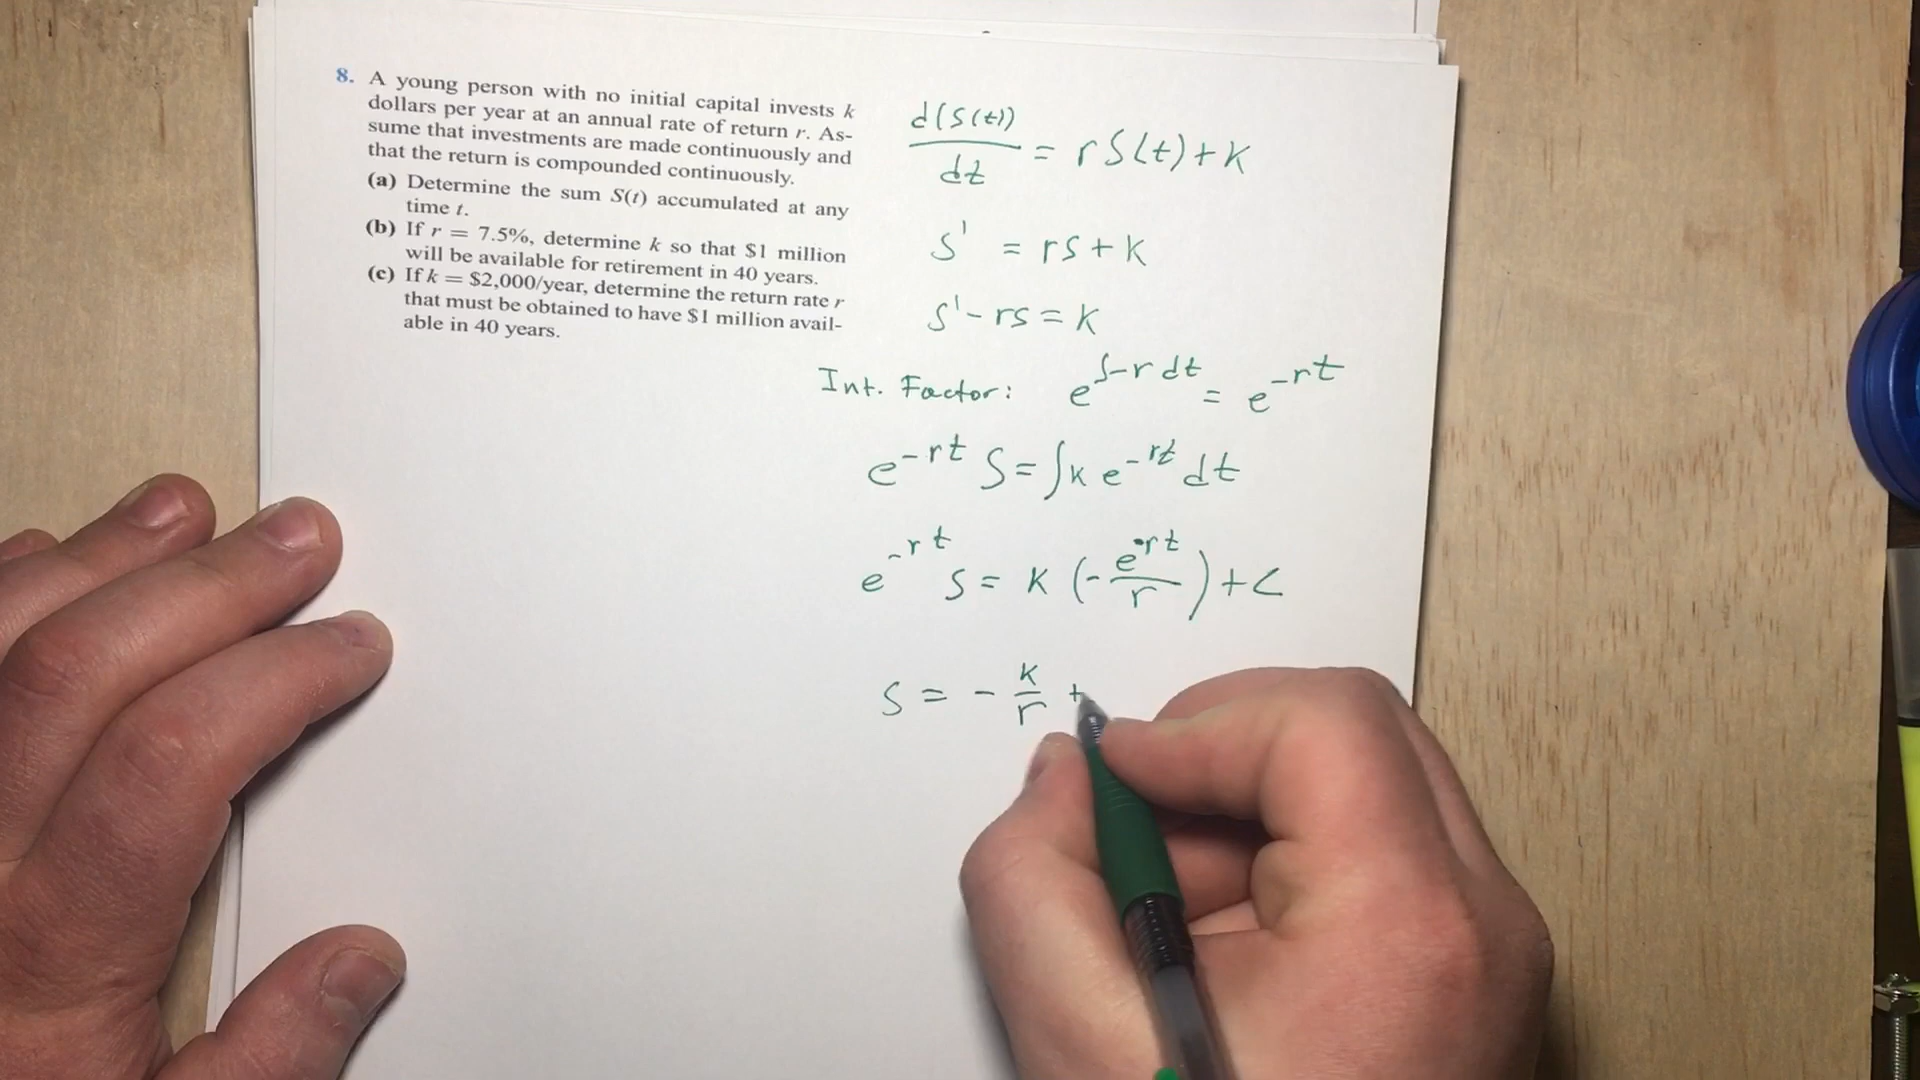 8. A young person with no initial capital invests k
dollars per year at an annual rate of return r. As-
sume that investments are made continuously and
that the return is compounded continuously.
(a) Determine the sum S(t) accumulated at any
time t.
(b) If r = 7.5%, determine k so that $1 million
will be available for retirement in 40 years.
(c) If k = $2,000/year, determine the return rate r
that must be obtained to have $1 million avail-
able in 40 years.
d(S(t))/dt = rS(t)+k
S' = rS+k
S'-rs=k
Int. Factor: e^∫-r dt = e^-rt
e^-rt S=∫k e^-rt dt
e^-rt S= k (-e^-rt/r)+C
S = - k/r +